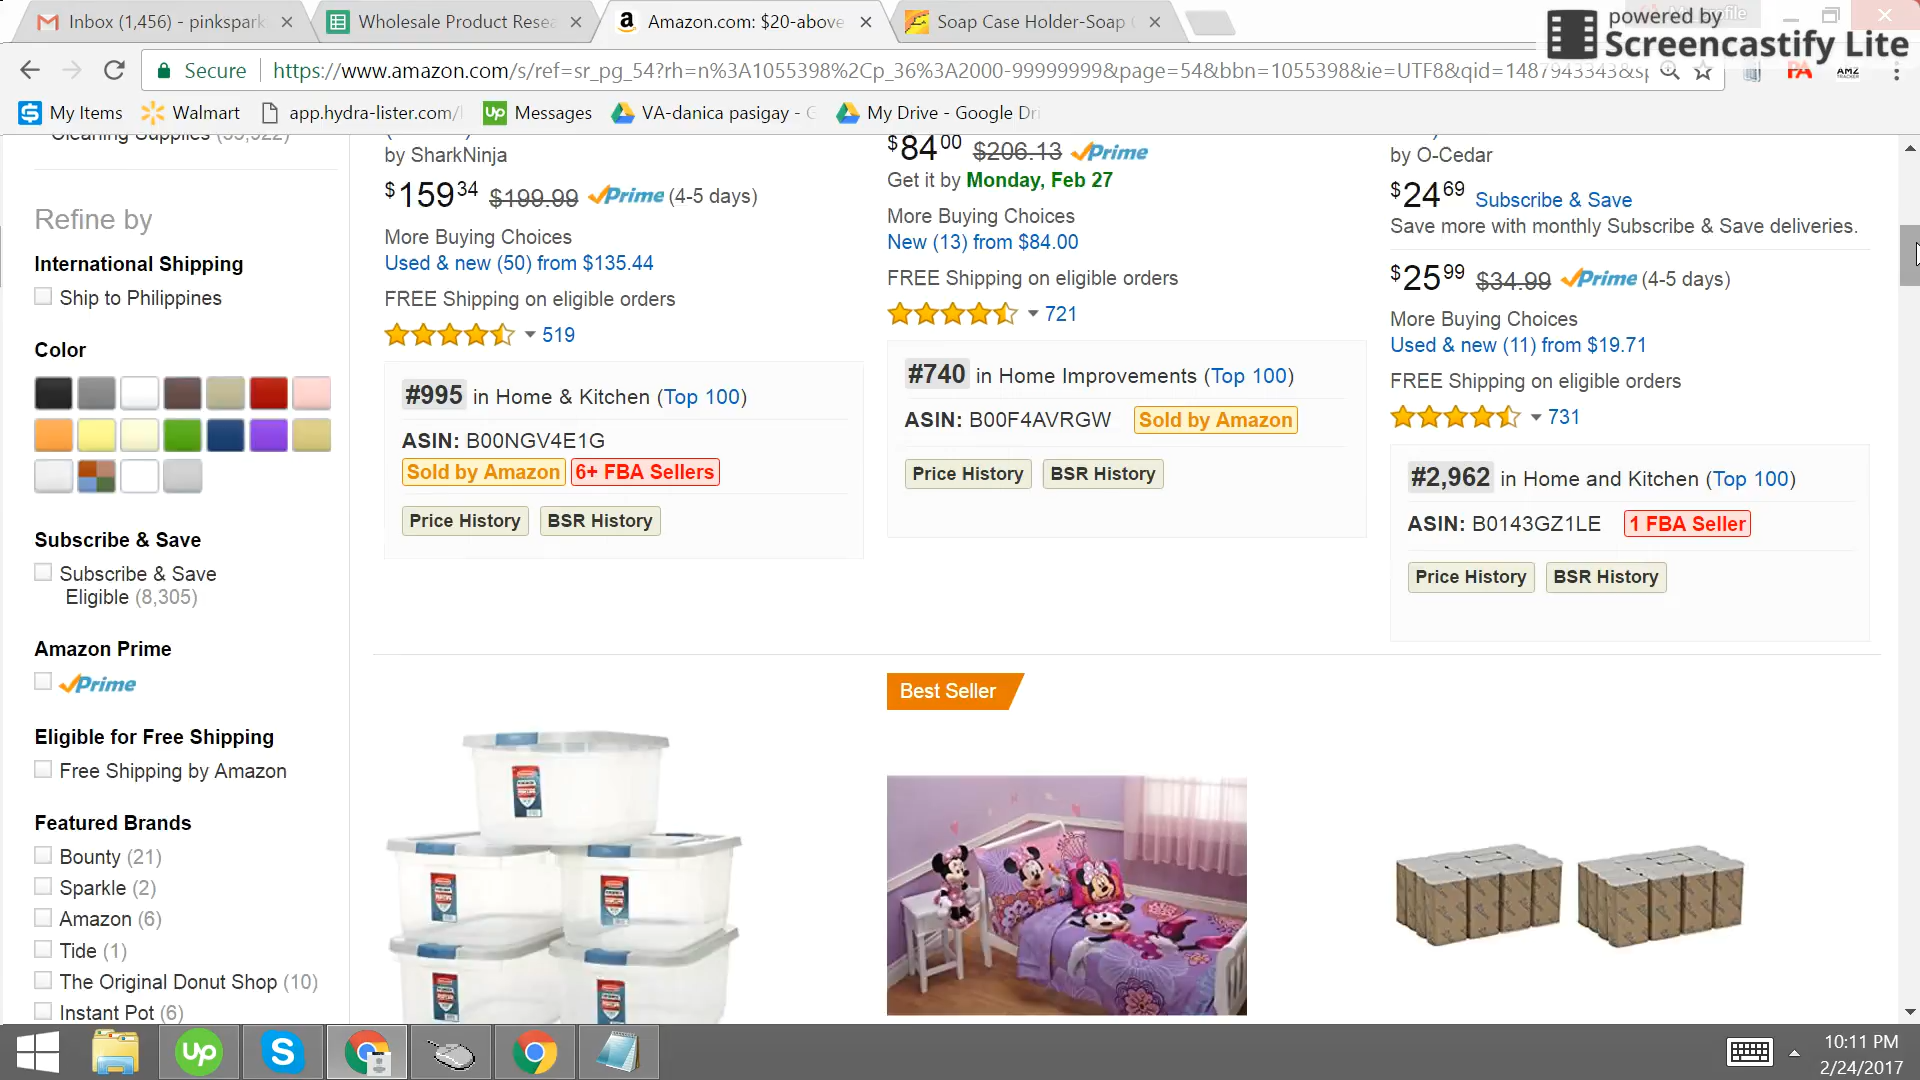 Inbox (1,456) - pinkspark
Wholesale Product Resea
Amazon.com: $20-above
Soap Case Holder-Soap
powered by
Screencastify Lite
Secure
https://www.amazon.com/s/ref=sr_pg_54?rh=n%3A1055398%2Cp_36%3A2000-99999999&page=54&bbn=1055398&ie=UTF8&qid=1487943343&s
My Items
Walmart
app.hydra-lister.com/
Messages
VA-danica pasigay - G
My Drive - Google Dri
Cleaning Supplies
Refine by
International Shipping
Ship to Philippines
Color
Subscribe & Save
Subscribe & Save
Eligible (8,305)
Amazon Prime
Prime
Eligible for Free Shipping
Free Shipping by Amazon
Featured Brands
Bounty (21)
Sparkle (2)
Amazon (6)
Tide (1)
The Original Donut Shop (10)
Instant Pot (6)
by SharkNinja
$159 34 $199.99 Prime (4-5 days)
More Buying Choices
Used & new (50) from $135.44
FREE Shipping on eligible orders
519
#995 in Home & Kitchen (Top 100)
ASIN: B00NGV4E1G
Sold by Amazon 6+ FBA Sellers
Price History BSR History
$84 00 $206.13 Prime
Get it by Monday, Feb 27
More Buying Choices
New (13) from $84.00
FREE Shipping on eligible orders
721
#740 in Home Improvements (Top 100)
ASIN: B00F4AVRGW Sold by Amazon
Price History BSR History
Best Seller
by O-Cedar
$24 69 Subscribe & Save
Save more with monthly Subscribe & Save deliveries.
$25 99 $34.99 Prime (4-5 days)
More Buying Choices
Used & new (11) from $19.71
FREE Shipping on eligible orders
731
#2,962 in Home and Kitchen (Top 100)
ASIN: B0143GZ1LE 1 FBA Seller
Price History BSR History
10:11 PM
2/24/2017